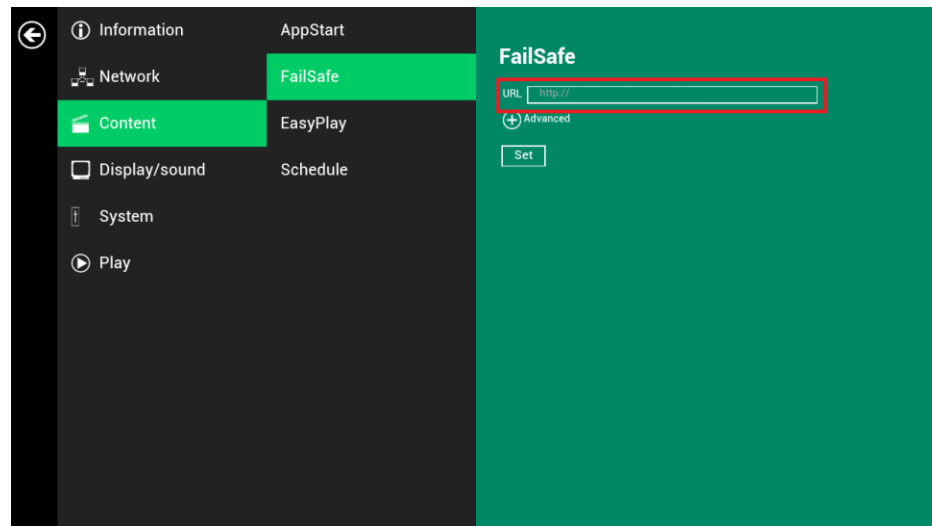 Information
Network
Content
Display/sound
System
Play
AppStart
FailSafe
EasyPlay
Schedule
FailSafe
URL http://
Advanced
Set